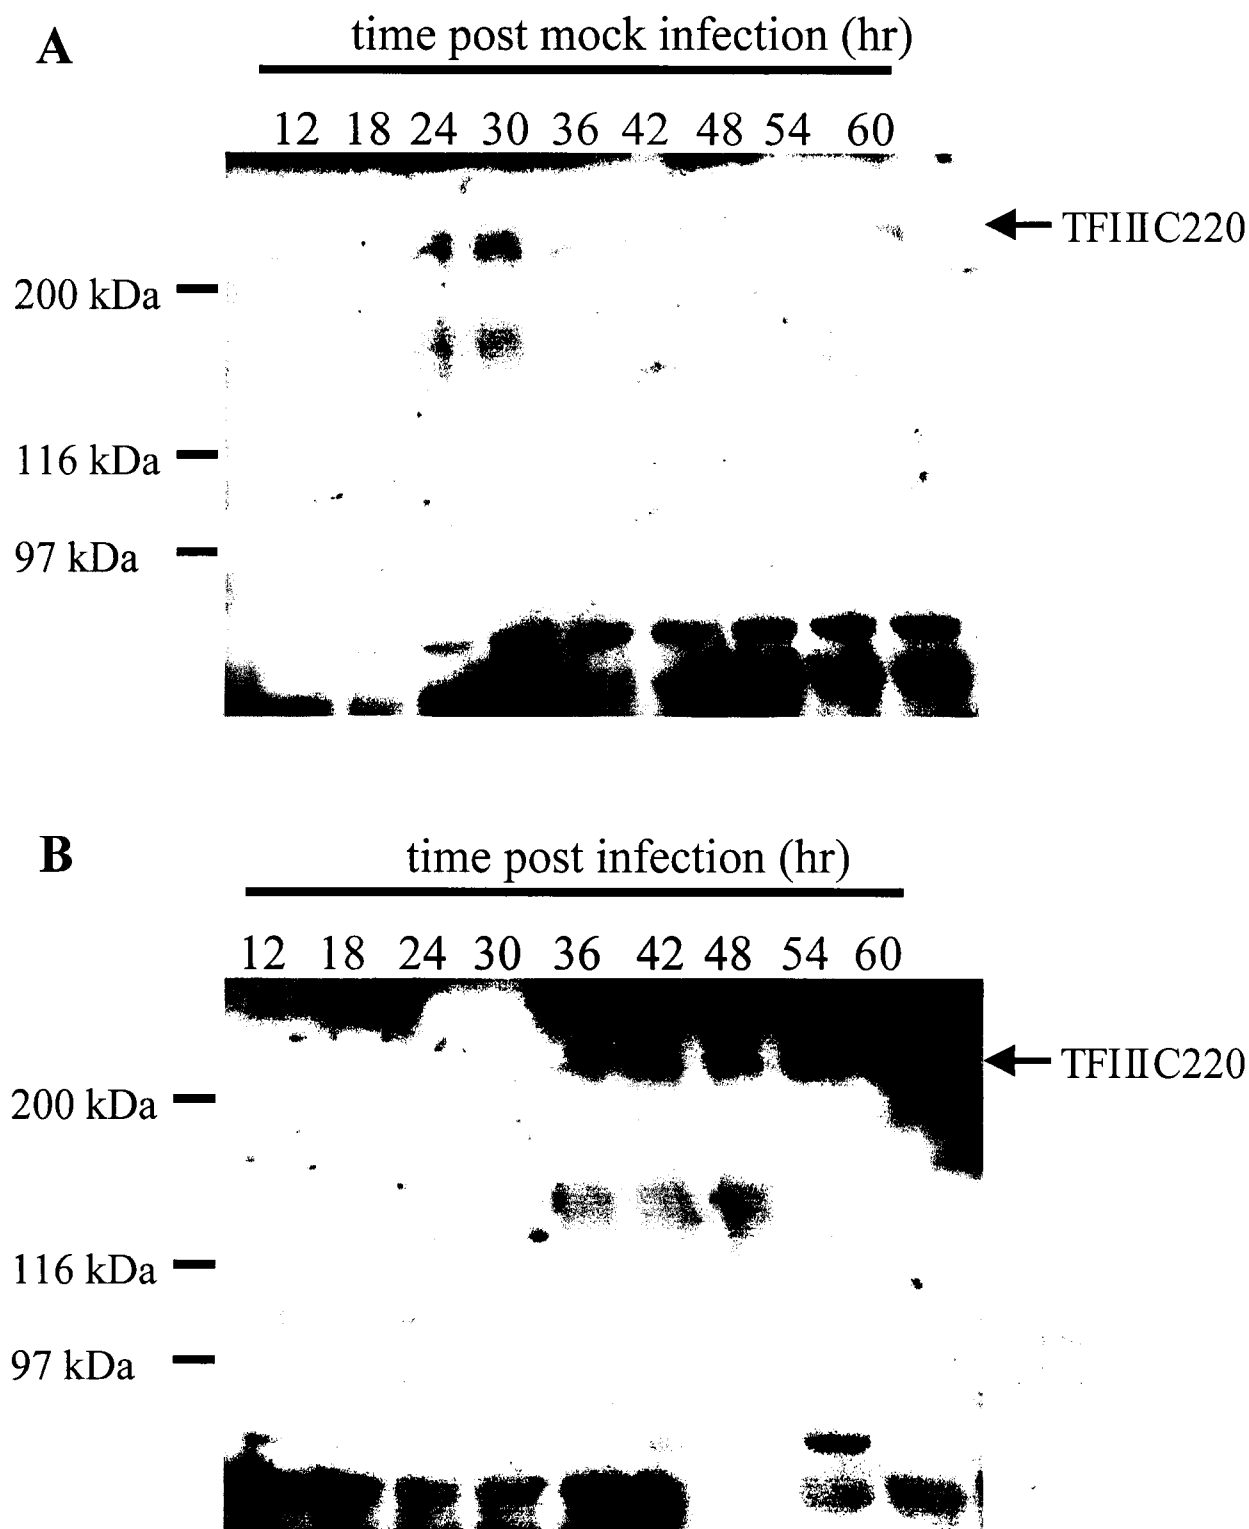 A
time post mock infection (hr)
12 18 24 30 36 42 48 54 60
TFIIIC220
200 kDa
116 kDa
97 kDa
B
time post infection (hr)
12 18 24 30 36 42 48 54 60
TFIIIC220
200 kDa
116 kDa
97 kDa